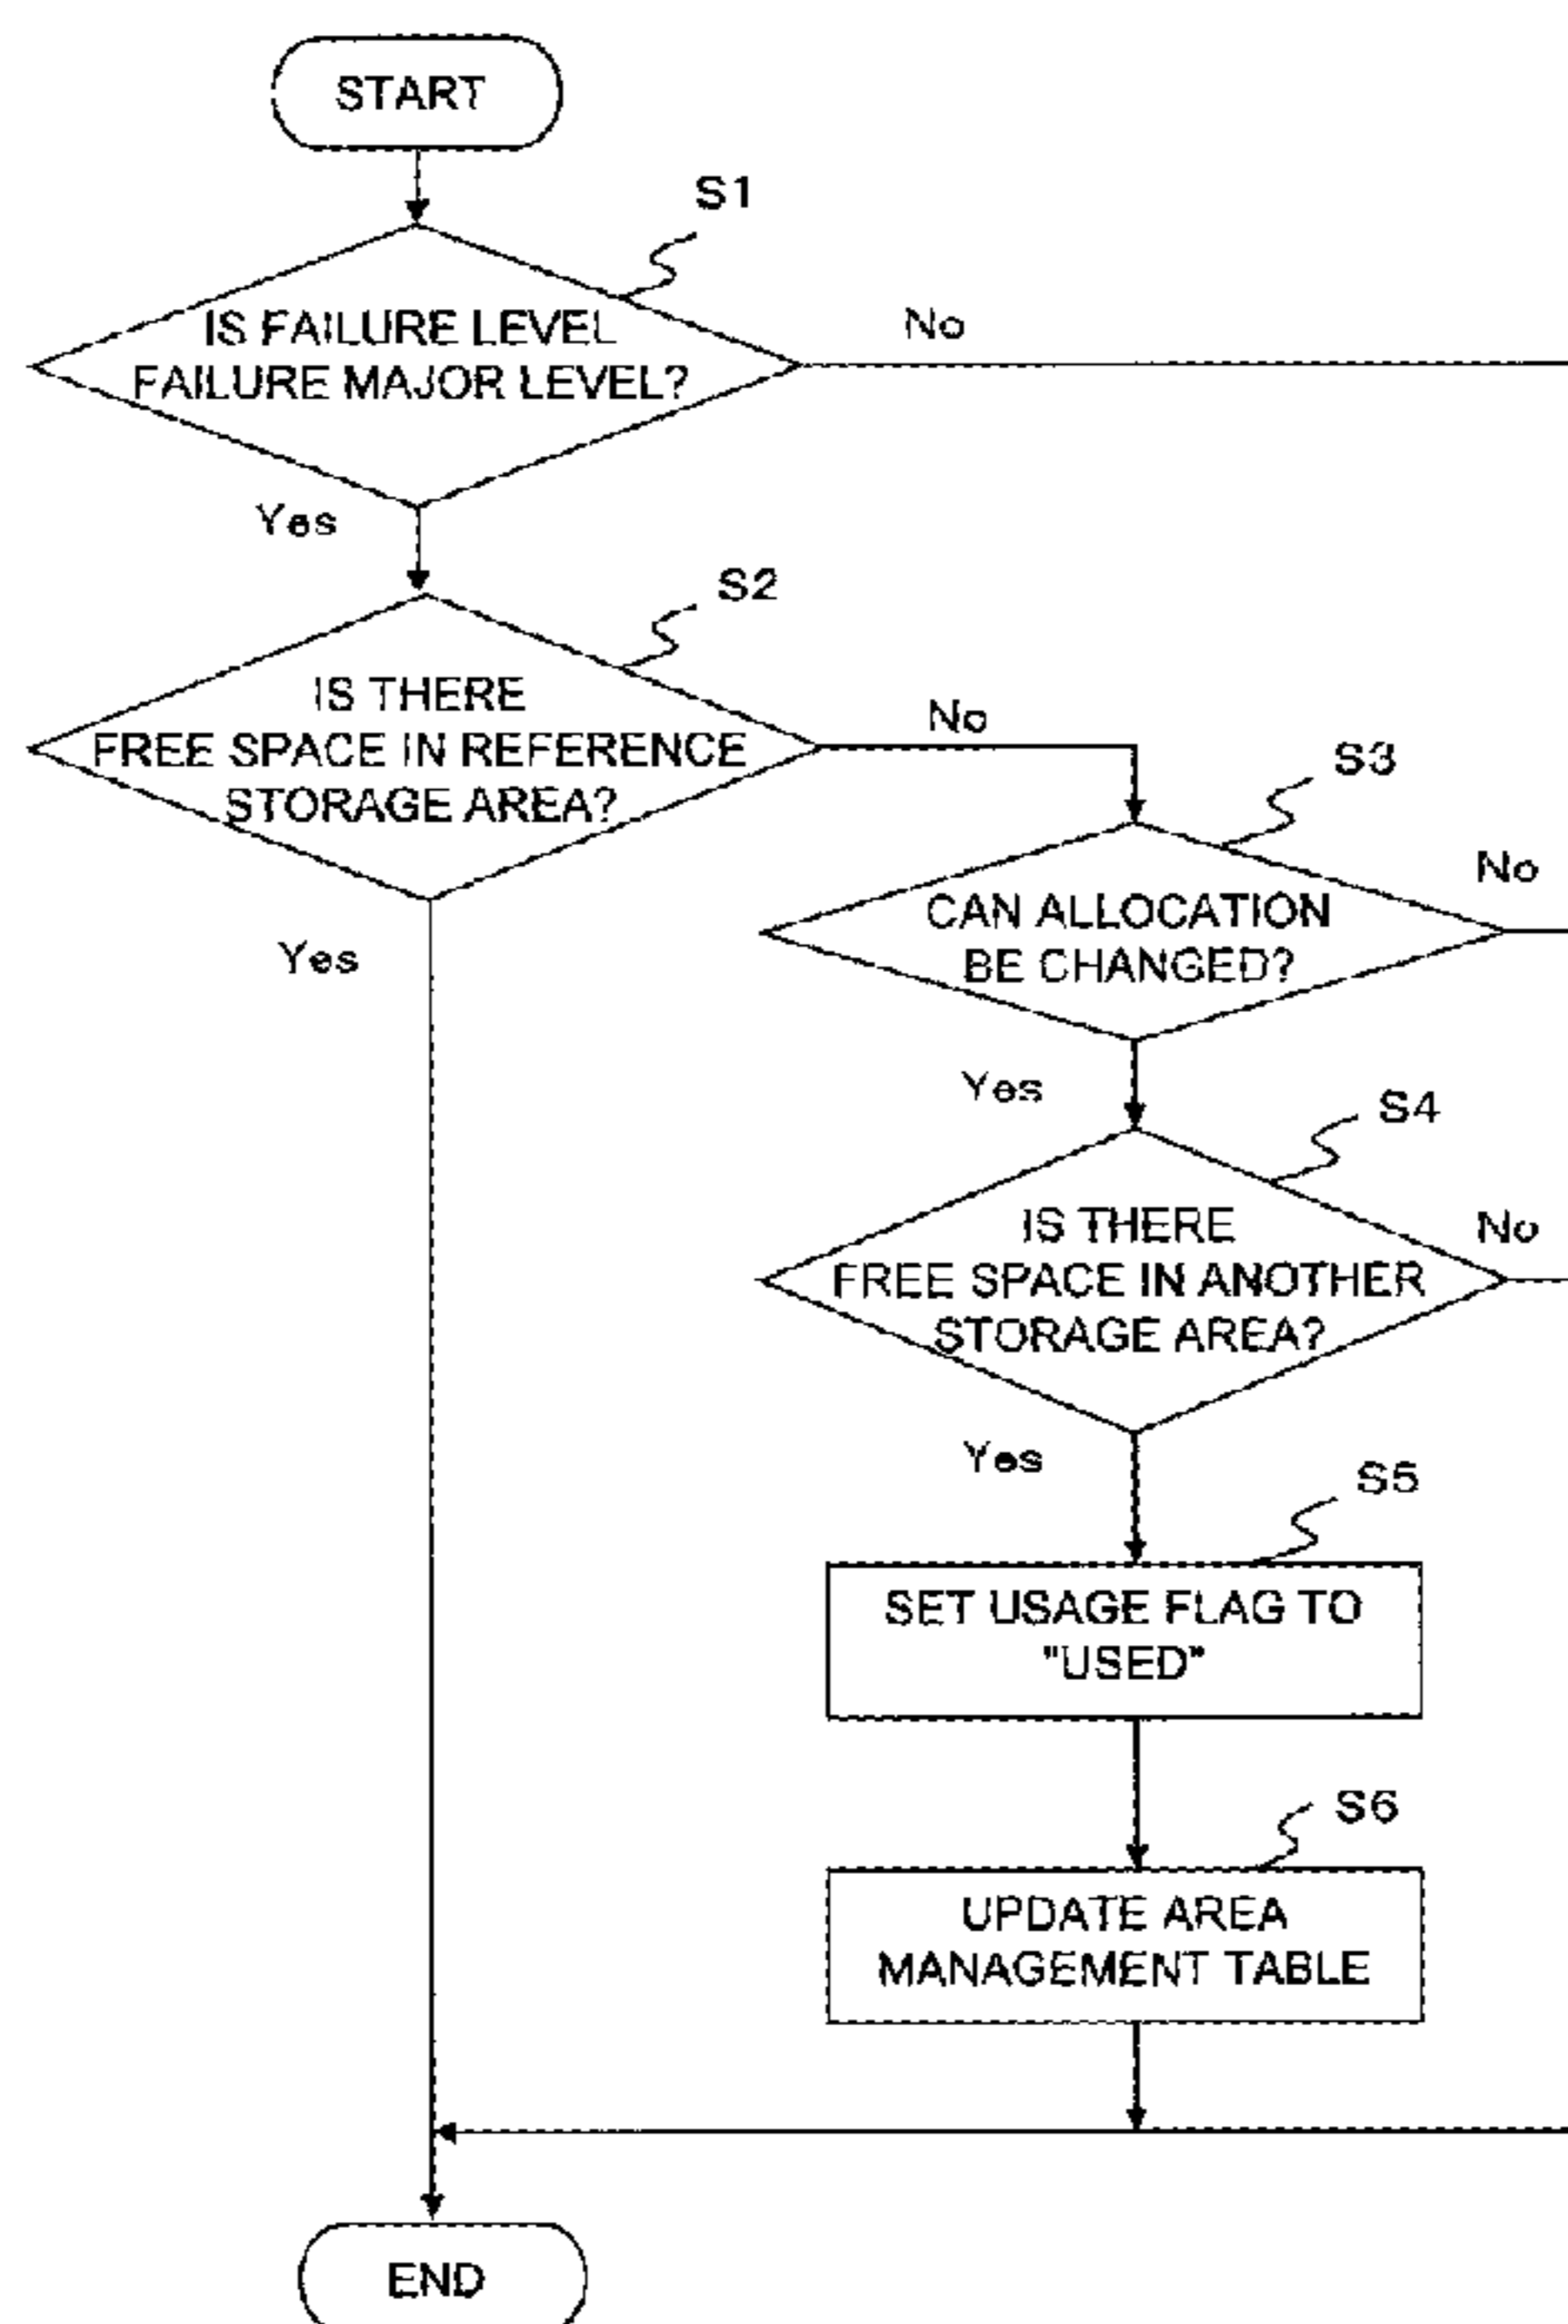 START
S1
IS FAILURE LEVEL
FAILURE MAJOR LEVEL?
No
Yes
S2
IS THERE
FREE SPACE IN REFERENCE
STORAGE AREA?
No
Yes
S3
CAN ALLOCATION
BE CHANGED?
No
Yes
S4
IS THERE
FREE SPACE IN ANOTHER
STORAGE AREA?
No
Yes
S5
SET USAGE FLAG TO
"USED"
S6
UPDATE AREA
MANAGEMENT TABLE
END